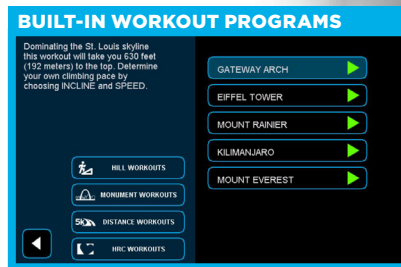 BUILT-IN WORKOUT PROGRAMS
Dominating the St. Louis skyline
this workout will take you 630 feet
(192 meters) to the top. Determine
your own climbing pace by
choosing INCLINE and SPEED.
HILL WORKOUTS
MONUMENT WORKOUTS
5K
DISTANCE WORKOUTS
HRC WORKOUTS
GATEWAY ARCH
EIFFEL TOWER
MOUNT RAINIER
KILIMANJARO
MOUNT EVEREST